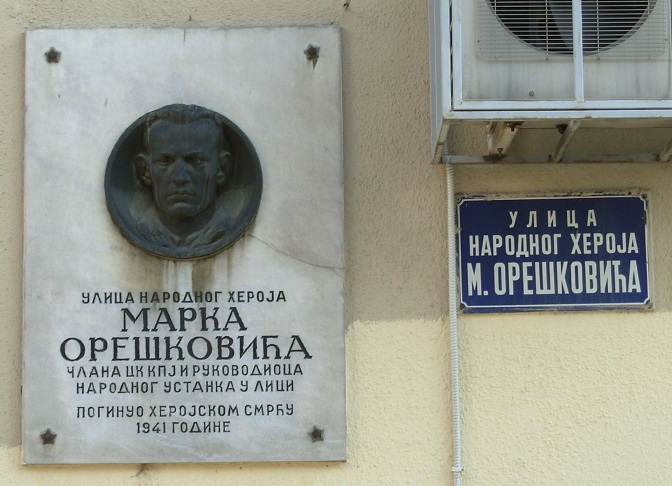 УЛИЦА НАРОДНОГ ХЕРОЈА
МАРКА
ОРЕШКОВИЋА
ЧЛАНА ЦК КПЈ И РУКОВОДИОЦА
НАРОДНОГ УСТАНКА У ЛИЦИ
ПОГИНУО ХЕРОЈСКОМ СМРЋУ
1941 ГОДИНЕ
УЛИЦА
НАРОДНОГ ХЕРОЈА
М. ОРЕШКОВИЋА